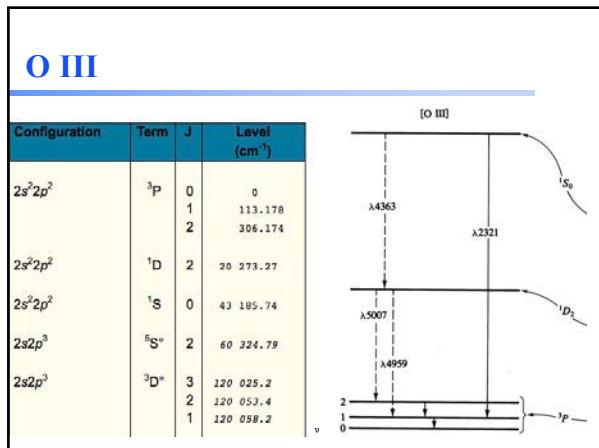 O III
Configuration Term J Level
(cm⁻¹)
2s²2p² ³P 0 0
1 113.178
2 306.174
2s²2p² ¹D 2 20 273.27
2s²2p² ¹S 0 43 185.74
2s2p³ ⁵S° 2 60 324.79
2s2p³ ³D° 3 120 025.2
2 120 053.4
1 120 058.2
[O III]
¹S₀
λ4363
λ2321
¹D₂
λ5007
λ4959
2
1
0
³P
ν